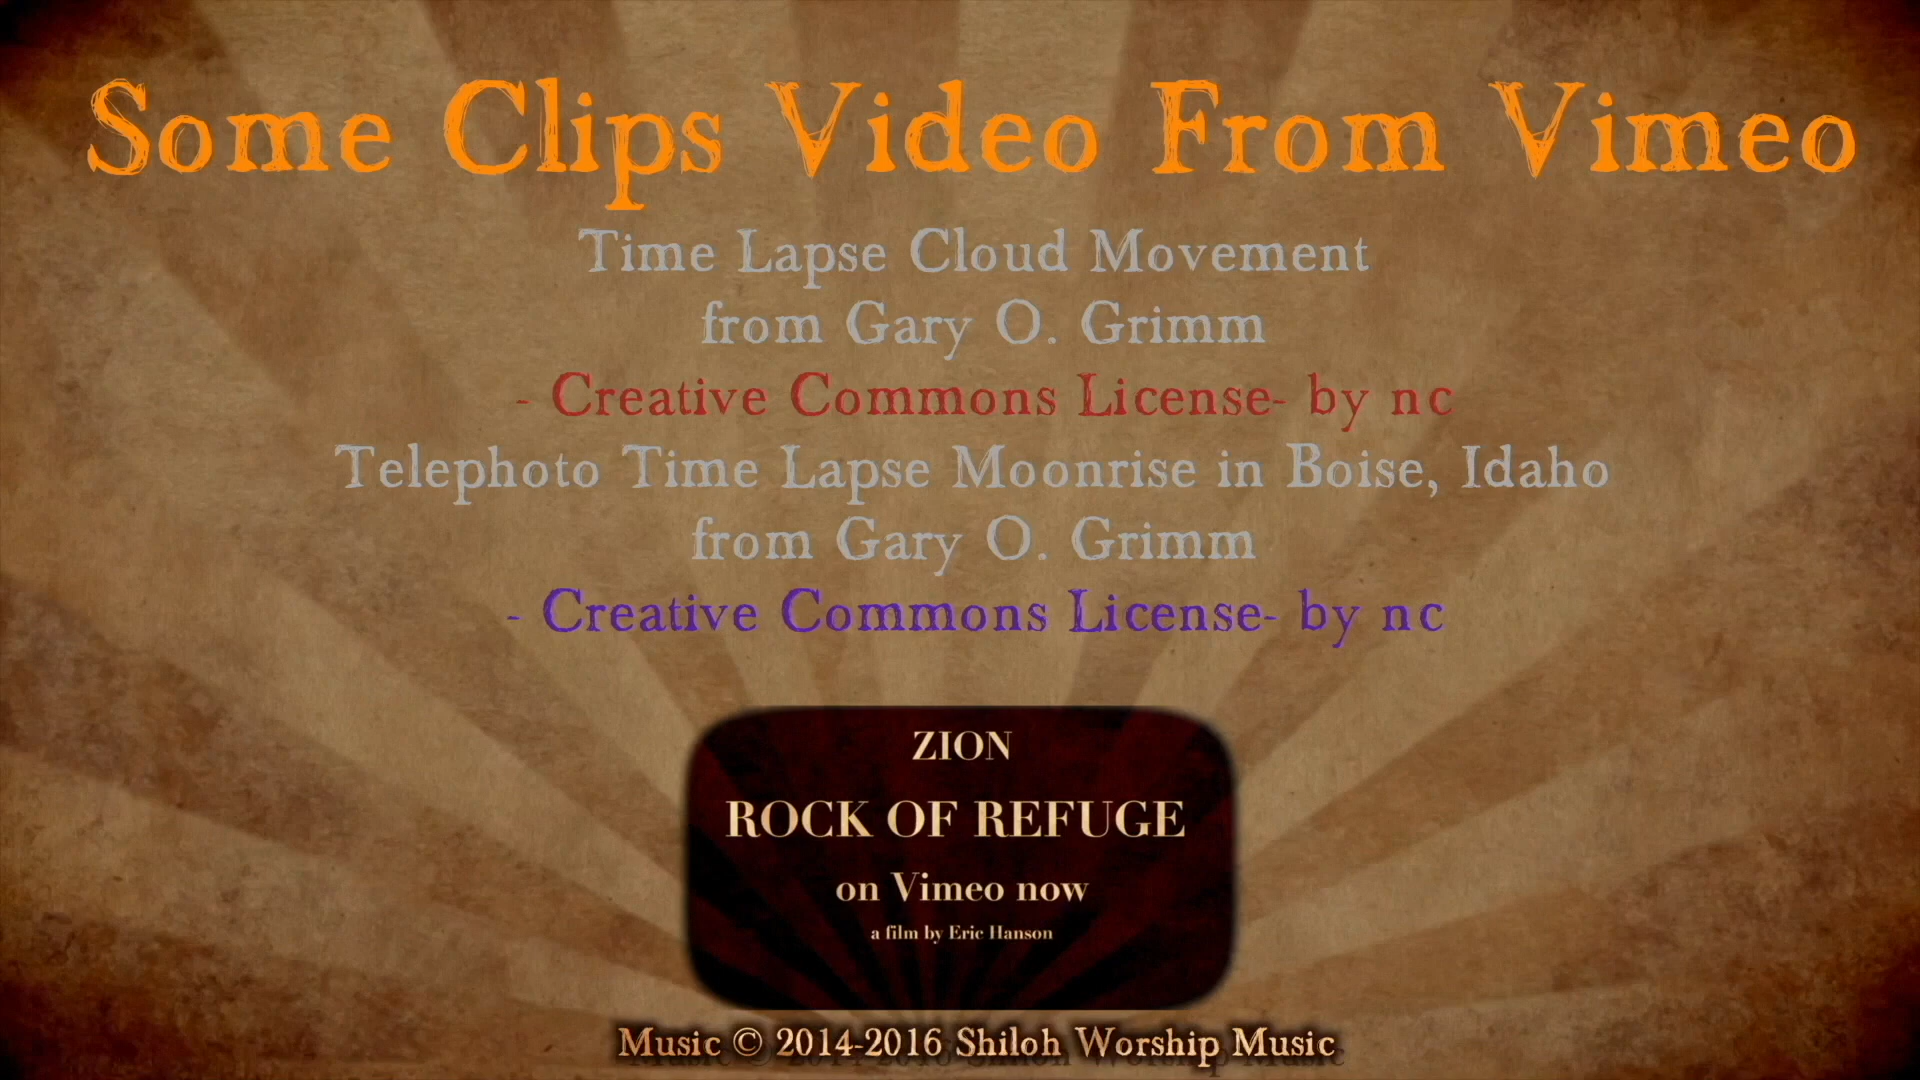 Some Clips Video From Vimeo
Time Lapse Cloud Movement
from Gary O. Grimm
- Creative Commons License- by nc
Telephoto Time Lapse Moonrise in Boise, Idaho
from Gary O. Grimm
- Creative Commons License- by nc
ZION
ROCK OF REFUGE
on Vimeo now
a film by Eric Hanson
Music © 2014-2016 Shiloh Worship Music